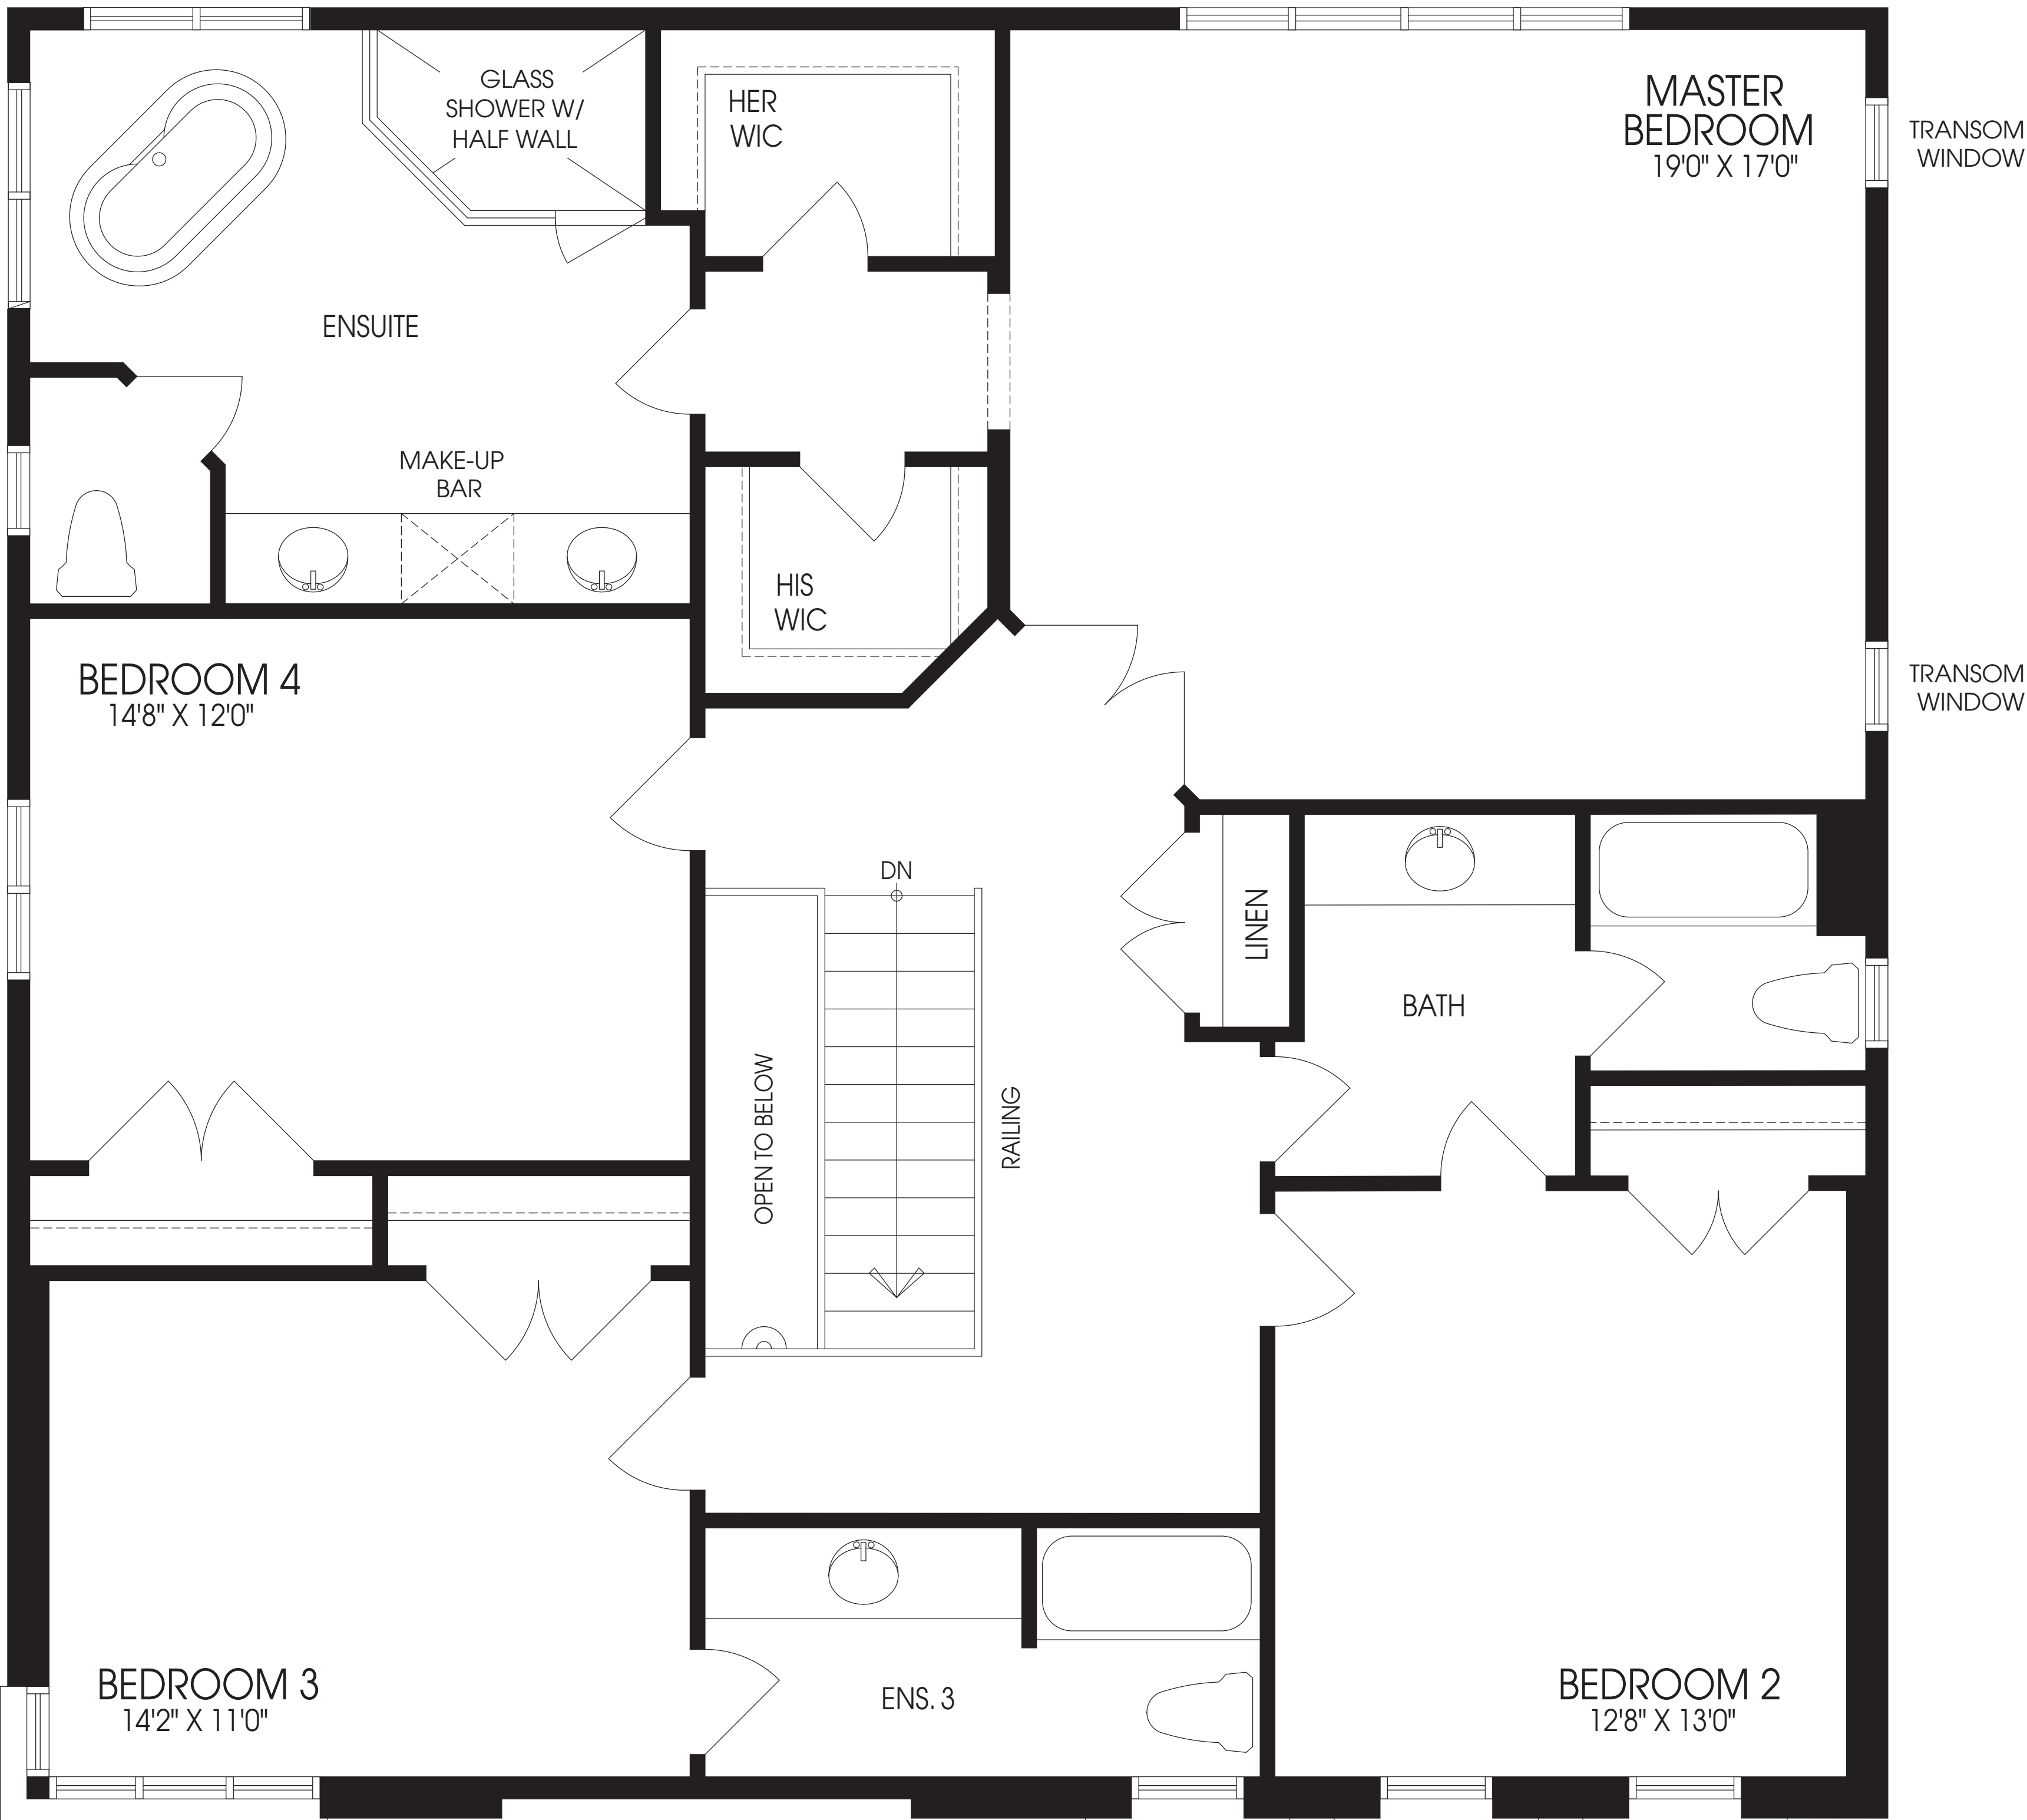 GLASS
SHOWER W/
HALF WALL
HER
WIC
MASTER
BEDROOM
19'0" X 17'0"
TRANSOM
WINDOW
ENSUITE
MAKE-UP
BAR
HIS
WIC
BEDROOM 4
14'8" X 12'0"
TRANSOM
WINDOW
DN
LINEN
BATH
OPEN TO BELOW
RAILING
BEDROOM 3
14'2" X 11'0"
ENS. 3
BEDROOM 2
12'8" X 13'0"